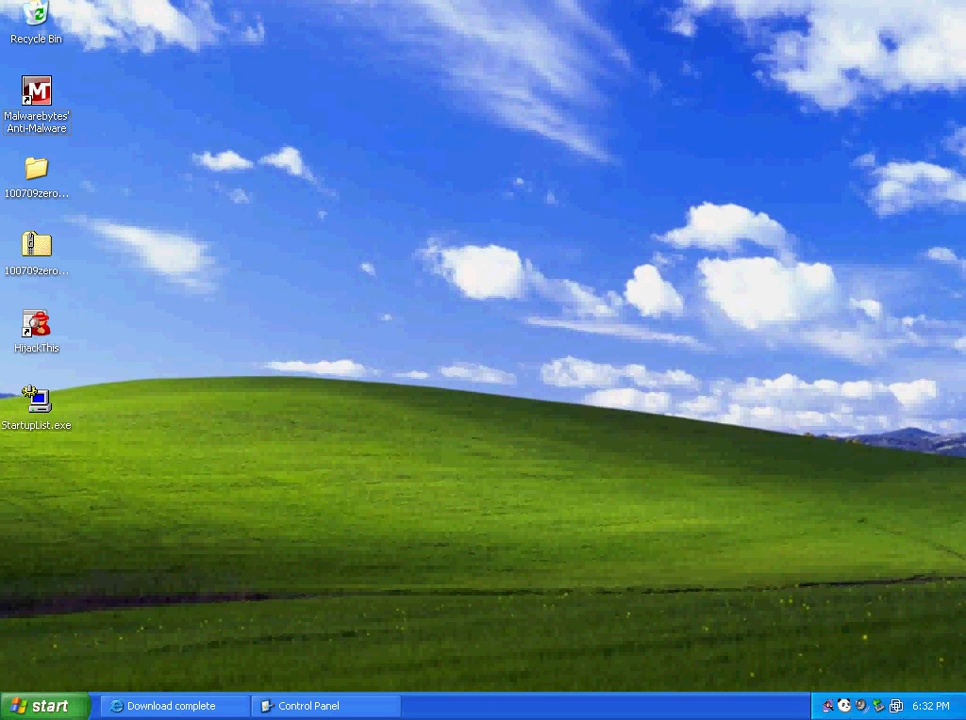 Recycle Bin
Malwarebytes'
Anti-Malware
100709zero...
100709zero...
HijackThis
StartupList.exe
start
Download complete
Control Panel
6:32 PM